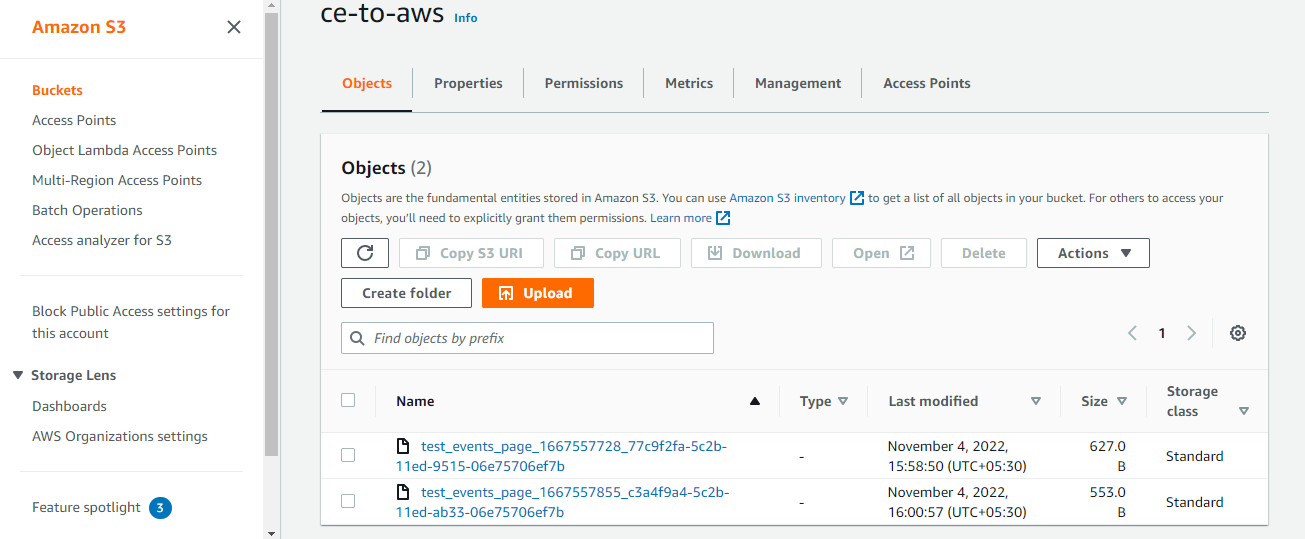 Amazon S3
Buckets
Access Points
Object Lambda Access Points
Multi-Region Access Points
Batch Operations
Access analyzer for S3
Block Public Access settings for
this account
Storage Lens
Dashboards
AWS Organizations settings
Feature spotlight 3
ce-to-aws Info
Objects Properties Permissions Metrics Management Access Points
Objects (2)
Objects are the fundamental entities stored in Amazon S3. You can use Amazon S3 inventory to get a list of all objects in your bucket. For others to access your
objects, you'll need to explicitly grant them permissions. Learn more
Copy S3 URI Copy URL Download Open Delete Actions
Create folder Upload
Find objects by prefix 1
Name Type Last modified Size Storage
class
test_events_page_1667557728_77c9f2fa-5c2b- November 4, 2022, 627.0
11ed-9515-06e75706ef7b - 15:58:50 (UTC+05:30) B Standard
test_events_page_1667557855_c3a4f9a4-5c2b- November 4, 2022, 553.0
11ed-ab33-06e75706ef7b - 16:00:57 (UTC+05:30) B Standard